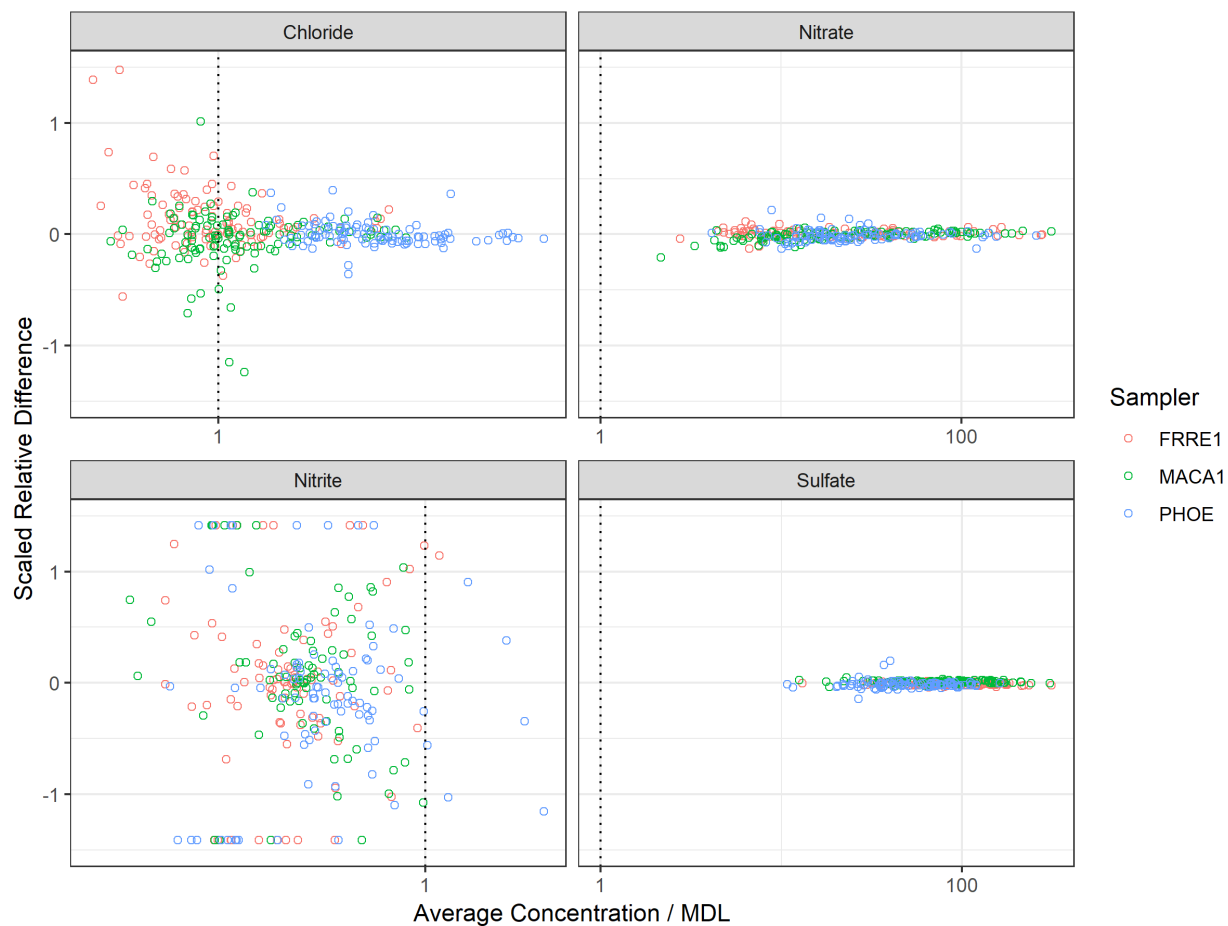 Chloride
Nitrate
1
0
-1
1
1
100
Nitrite
Sulfate
1
0
-1
1
1
100
Scaled Relative Difference
Average Concentration / MDL
Sampler
FRRE1
MACA1
PHOE